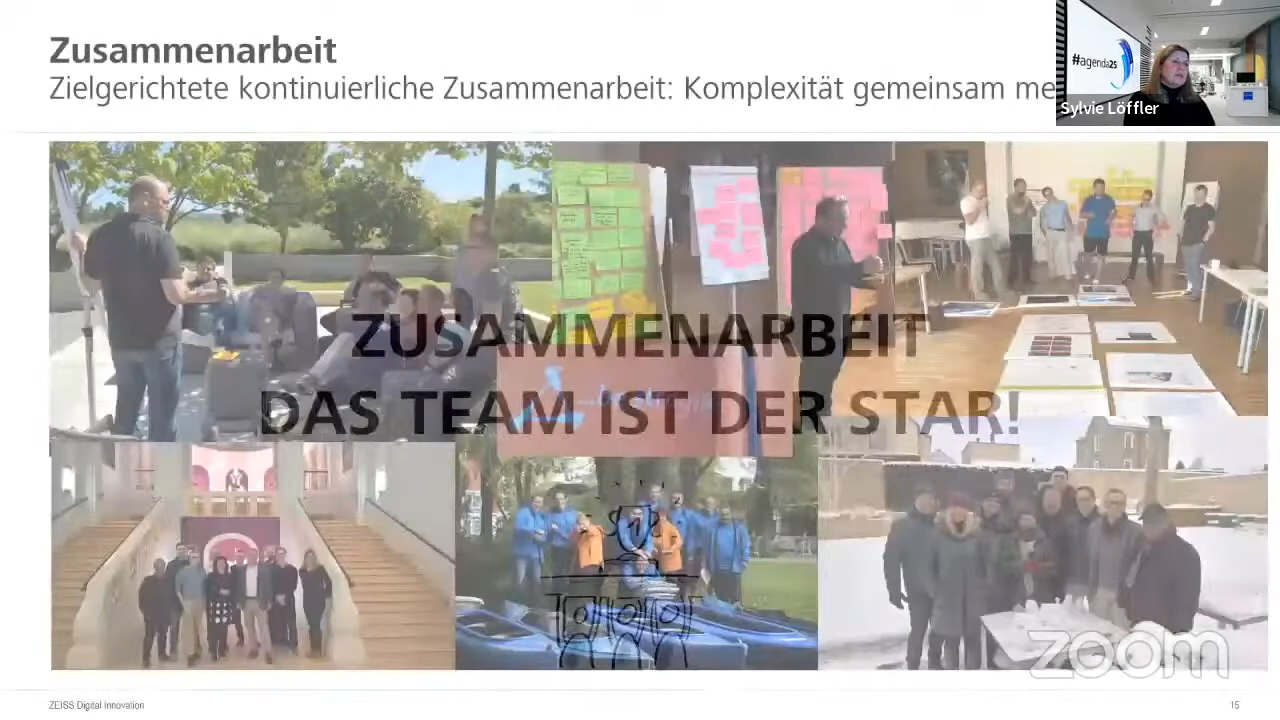 Zusammenarbeit
Zielgerichtete kontinuierliche Zusammenarbeit: Komplexität gemeinsam me
#agenda25
Sylvie Löffler
ZUSAMMENARBEIT
DAS TEAM IST DER STAR!
zoom
ZEISS Digital Innovation
15